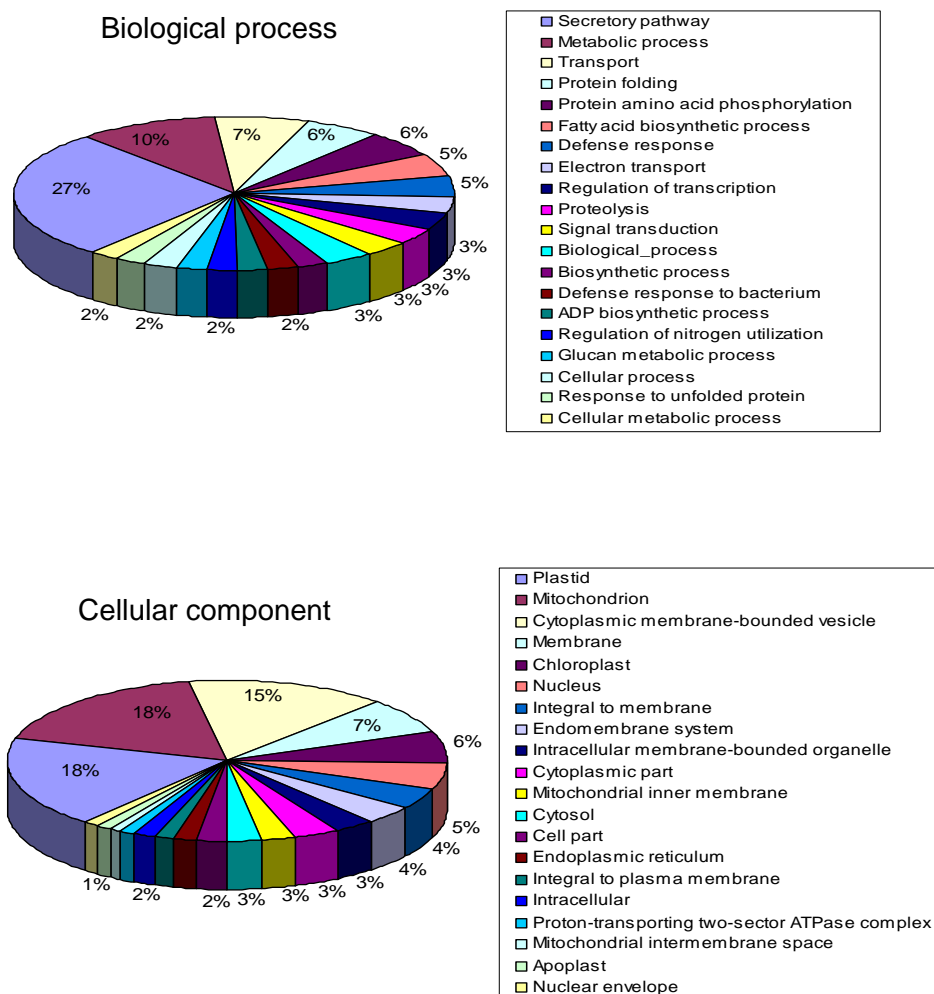 Biological process
Secretory pathway
Metabolic process
Transport
Protein folding
Protein amino acid phosphorylation
Fatty acid biosynthetic process
Defense response
Electron transport
Regulation of transcription
Proteolysis
Signal transduction
Biological_process
Biosynthetic process
Defense response to bacterium
ADP biosynthetic process
Regulation of nitrogen utilization
Glucan metabolic process
Cellular process
Response to unfolded protein
Cellular metabolic process
27%
10%
7%
6%
6%
5%
5%
3%
3%
3%
3%
3%
2%
2%
2%
2%
Cellular component
Plastid
Mitochondrion
Cytoplasmic membrane-bounded vesicle
Membrane
Chloroplast
Nucleus
Integral to membrane
Endomembrane system
Intracellular membrane-bounded organelle
Cytoplasmic part
Mitochondrial inner membrane
Cytosol
Cell part
Endoplasmic reticulum
Integral to plasma membrane
Intracellular
Proton-transporting two-sector ATPase complex
Mitochondrial intermembrane space
Apoplast
Nuclear envelope
18%
18%
15%
7%
6%
5%
4%
4%
3%
3%
3%
3%
2%
2%
1%